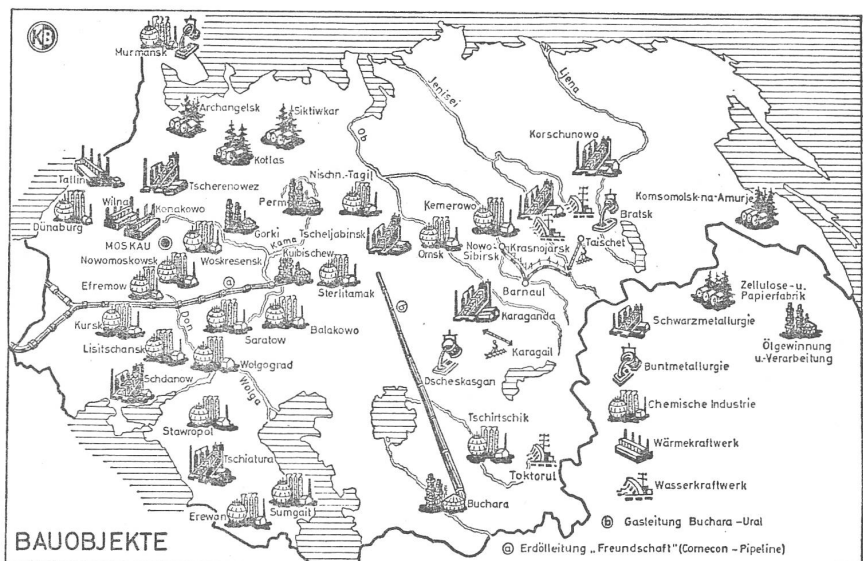 KB
Murmansk
Archangelsk
Siktiwkar
Kotlas
Ob
Jenisei
Ljena
Korschunowo
Tallin
Tscherenowez
Nischn.-Tagil
Perm
Wilna
Konakowo
Dünaburg
MOSKAU
Gorki
Tscheljabinsk
Kemerowo
Bratsk
Komsomolsk-na-Amurje
Woskresensk
Kama
Kuibischew
Omsk
Nowo-
Sibirsk
Krasnojarsk
Taischet
Nowomoskowsk
Efremow
a
Sterlitamak
Barnaul
Kursk
Don
Saratow
Balakowo
b
Karaganda
Karagail
Lisitschansk
Wolgograd
Wolga
Dscheskasgan
Schdanow
Stawropol
Tschiatura
Tschirtschik
Toktorul
Erewan
Sumgait
Buchara
Zellulose-u.
Papierfabrik
Schwarzmetallurgie
Ölgewinnung
u.-Verarbeitung
Buntmetallurgie
Chemische Industrie
Wärmekraftwerk
Wasserkraftwerk
b Gasleitung Buchara-Ural
a Erdölleitung „Freundschaft" (Comecon-Pipeline)
BAUOBJEKTE